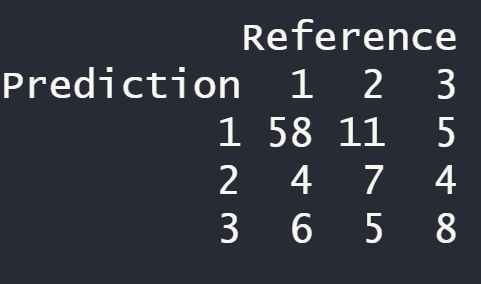 Reference
Prediction 1 2 3
1 58 11 5
2 4 7 4
3 6 5 8